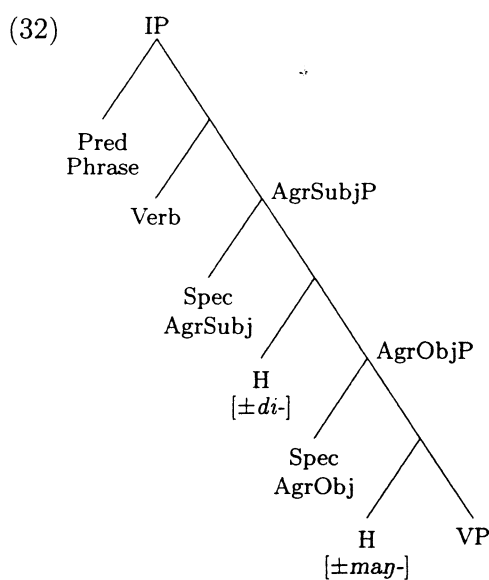 (32)
IP
Pred
Phrase
Verb
AgrSubjP
Spec
AgrSubj
H
[±di-]
AgrObjP
Spec
AgrObj
H
[±maŋ-]
VP